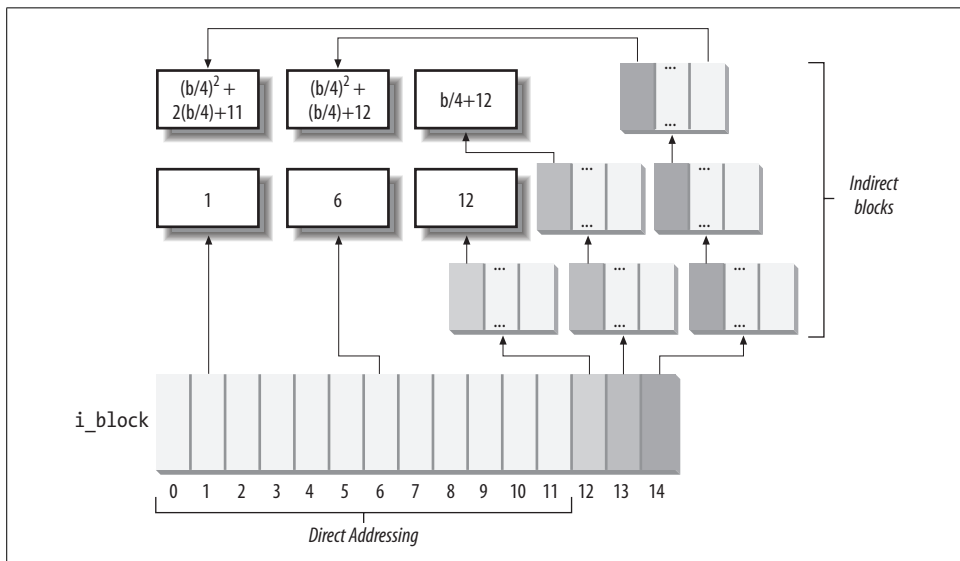 (b/4)² +
2(b/4)+11
(b/4)² +
(b/4)+12
b/4+12
...
...
1
6
12
...
...
...
...
Indirect
blocks
...
...
...
...
...
...
i_block
0 1 2 3 4 5 6 7 8 9 10 11 12 13 14
Direct Addressing